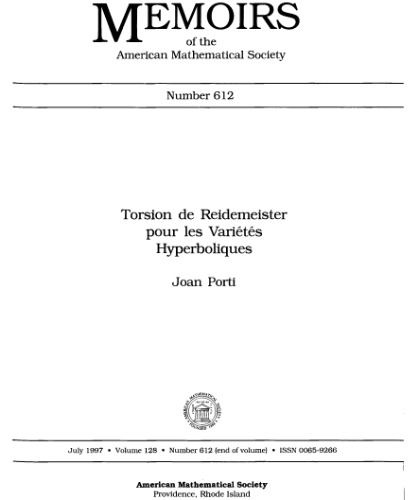 MEMOIRS
of the
American Mathematical Society
Number 612
Torsion de Reidemeister
pour les Variétés
Hyperboliques
Joan Porti
July 1997 • Volume 128 • Number 612 (end of volume) • ISSN 0065-9266
American Mathematical Society
Providence, Rhode Island